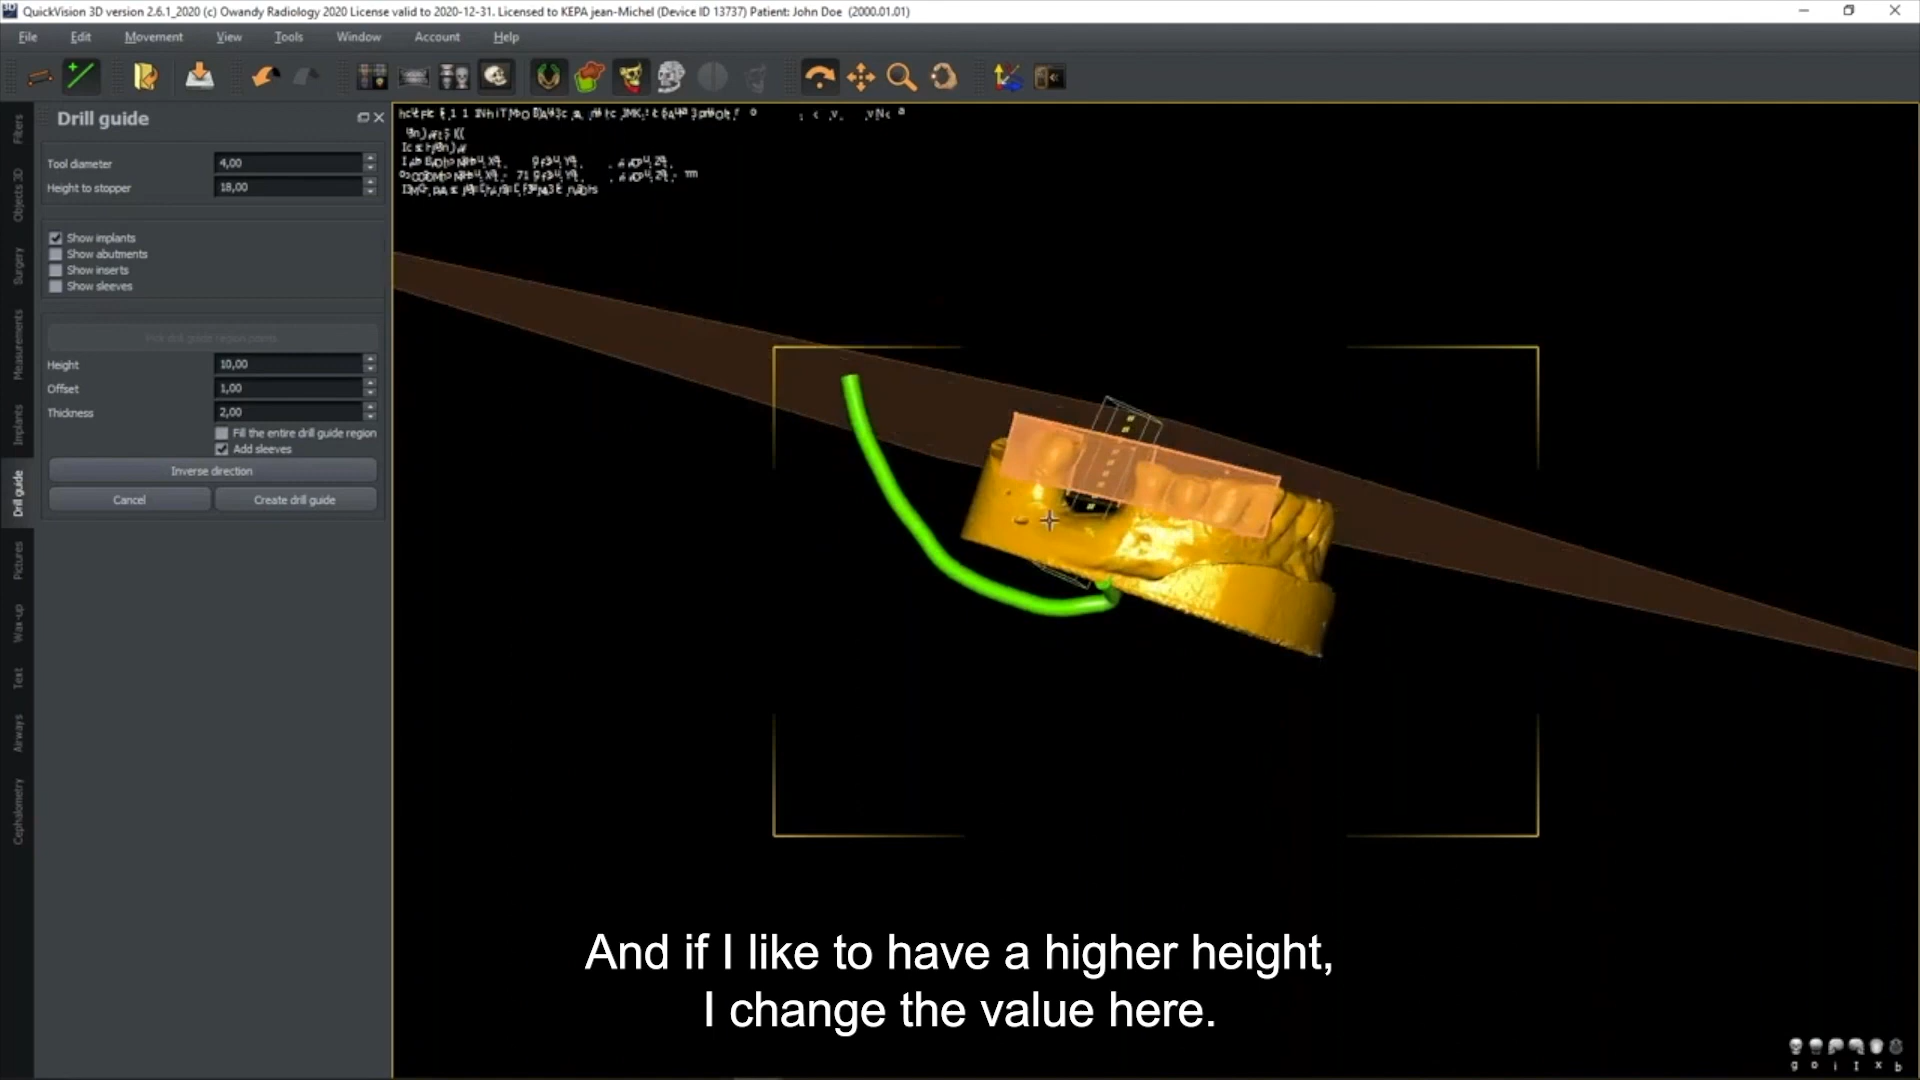 QuickVision 3D version 2.6.1_2020 (c) Owandy Radiology 2020 License valid to 2020-12-31. Licensed to KEPA jean-Michel (Device ID 13737) Patient: John Doe (2000.01.01)
File Edit Movement View Tools Window Account Help
Drill guide
Tool diameter 4,00
Height to stopper 18,00
Show implants
Show abutments
Show inserts
Show sleeves
Height 10,00
Offset 1,00
Thickness 2,00
Fill the entire drill guide region
Add sleeves
Inverse direction
Cancel Create drill guide
Filters
Objects 3D
Surgery
Measurements
Implants
Drill guide
Pictures
Wax-up
Text
Airways
Cephalometry
And if I like to have a higher height,
I change the value here.